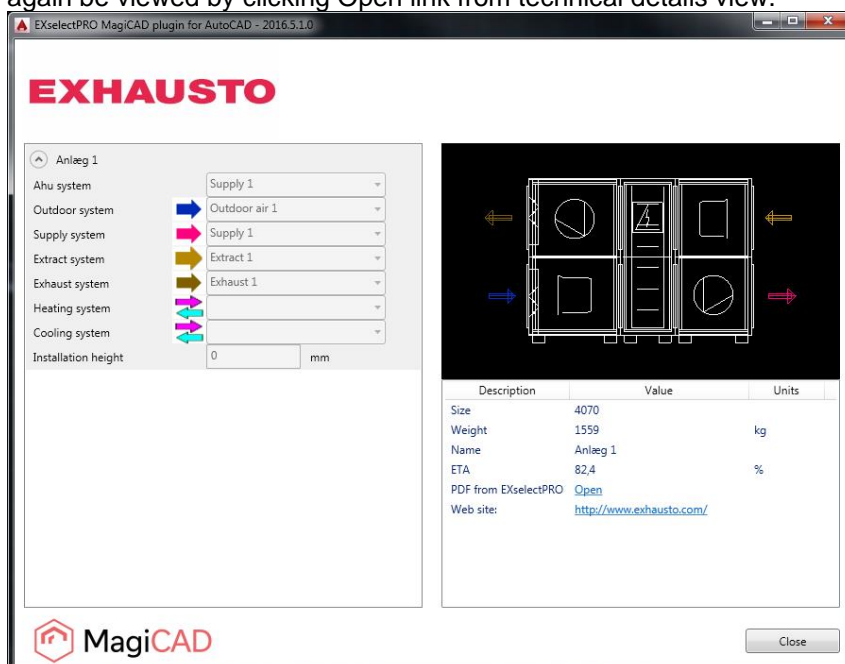 again be viewed by clicking Open link from technical details view.
EXselectPRO MagiCAD plugin for AutoCAD - 2016.5.1.0
EXHAUSTO
Anlæg 1
Ahu system Supply 1
Outdoor system Outdoor air 1
Supply system Supply 1
Extract system Extract 1
Exhaust system Exhaust 1
Heating system
Cooling system
Installation height 0 mm
Description Value Units
Size 4070
Weight 1559 kg
Name Anlæg 1
ETA 82,4 %
PDF from EXselectPRO Open
Web site: http://www.exhausto.com/
MagiCAD
Close